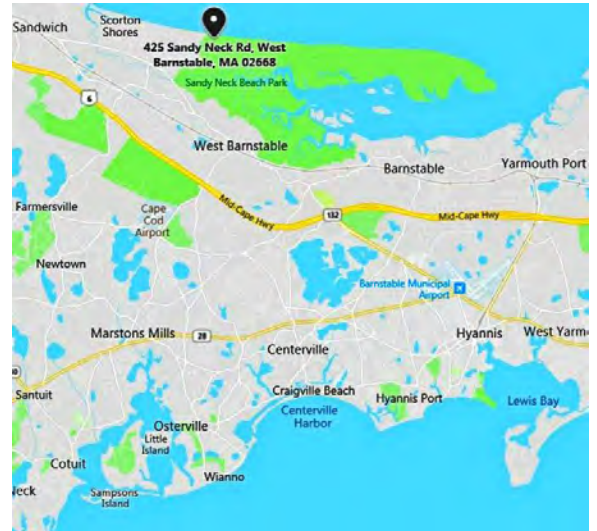 Scorton
Shores
Sandwich
425 Sandy Neck Rd, West
Barnstable, MA 02668
Sandy Neck Beach Park
6
West Barnstable
Barnstable
Yarmouth Port
Mid-Cape Hwy
132
Mid-Cape Hwy
Farmersville
Cape
Cod
Airport
Newtown
Barnstable Municipal
Airport
Marstons Mills
28
Hyannis
West Yarm
Centerville
Santuit
Craigville Beach
Hyannis Port
Lewis Bay
Centerville
Harbor
Osterville
Little
Island
Cotuit
Wianno
Neck
Sampsons
Island